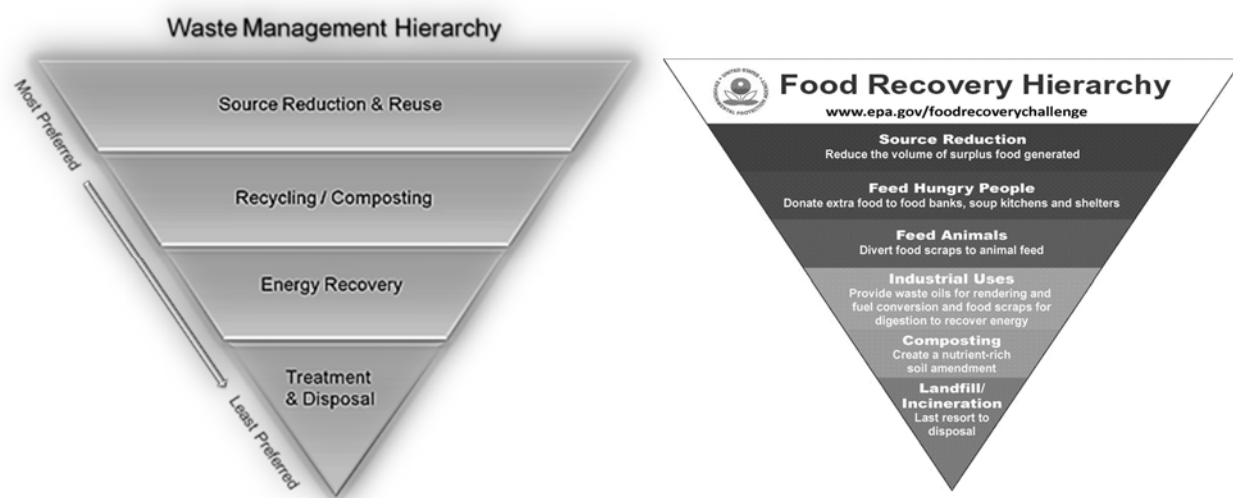 Waste Management Hierarchy
Most Preferred
Least Preferred
Source Reduction & Reuse
Recycling / Composting
Energy Recovery
Treatment
& Disposal
Food Recovery Hierarchy
www.epa.gov/foodrecoverychallenge
Source Reduction
Reduce the volume of surplus food generated
Feed Hungry People
Donate extra food to food banks, soup kitchens and shelters
Feed Animals
Divert food scraps to animal feed
Industrial Uses
Provide waste oils for rendering and
fuel conversion and food scraps for
digestion to recover energy
Composting
Create a nutrient-rich
soil amendment
Landfill/
Incineration
Last resort to
disposal